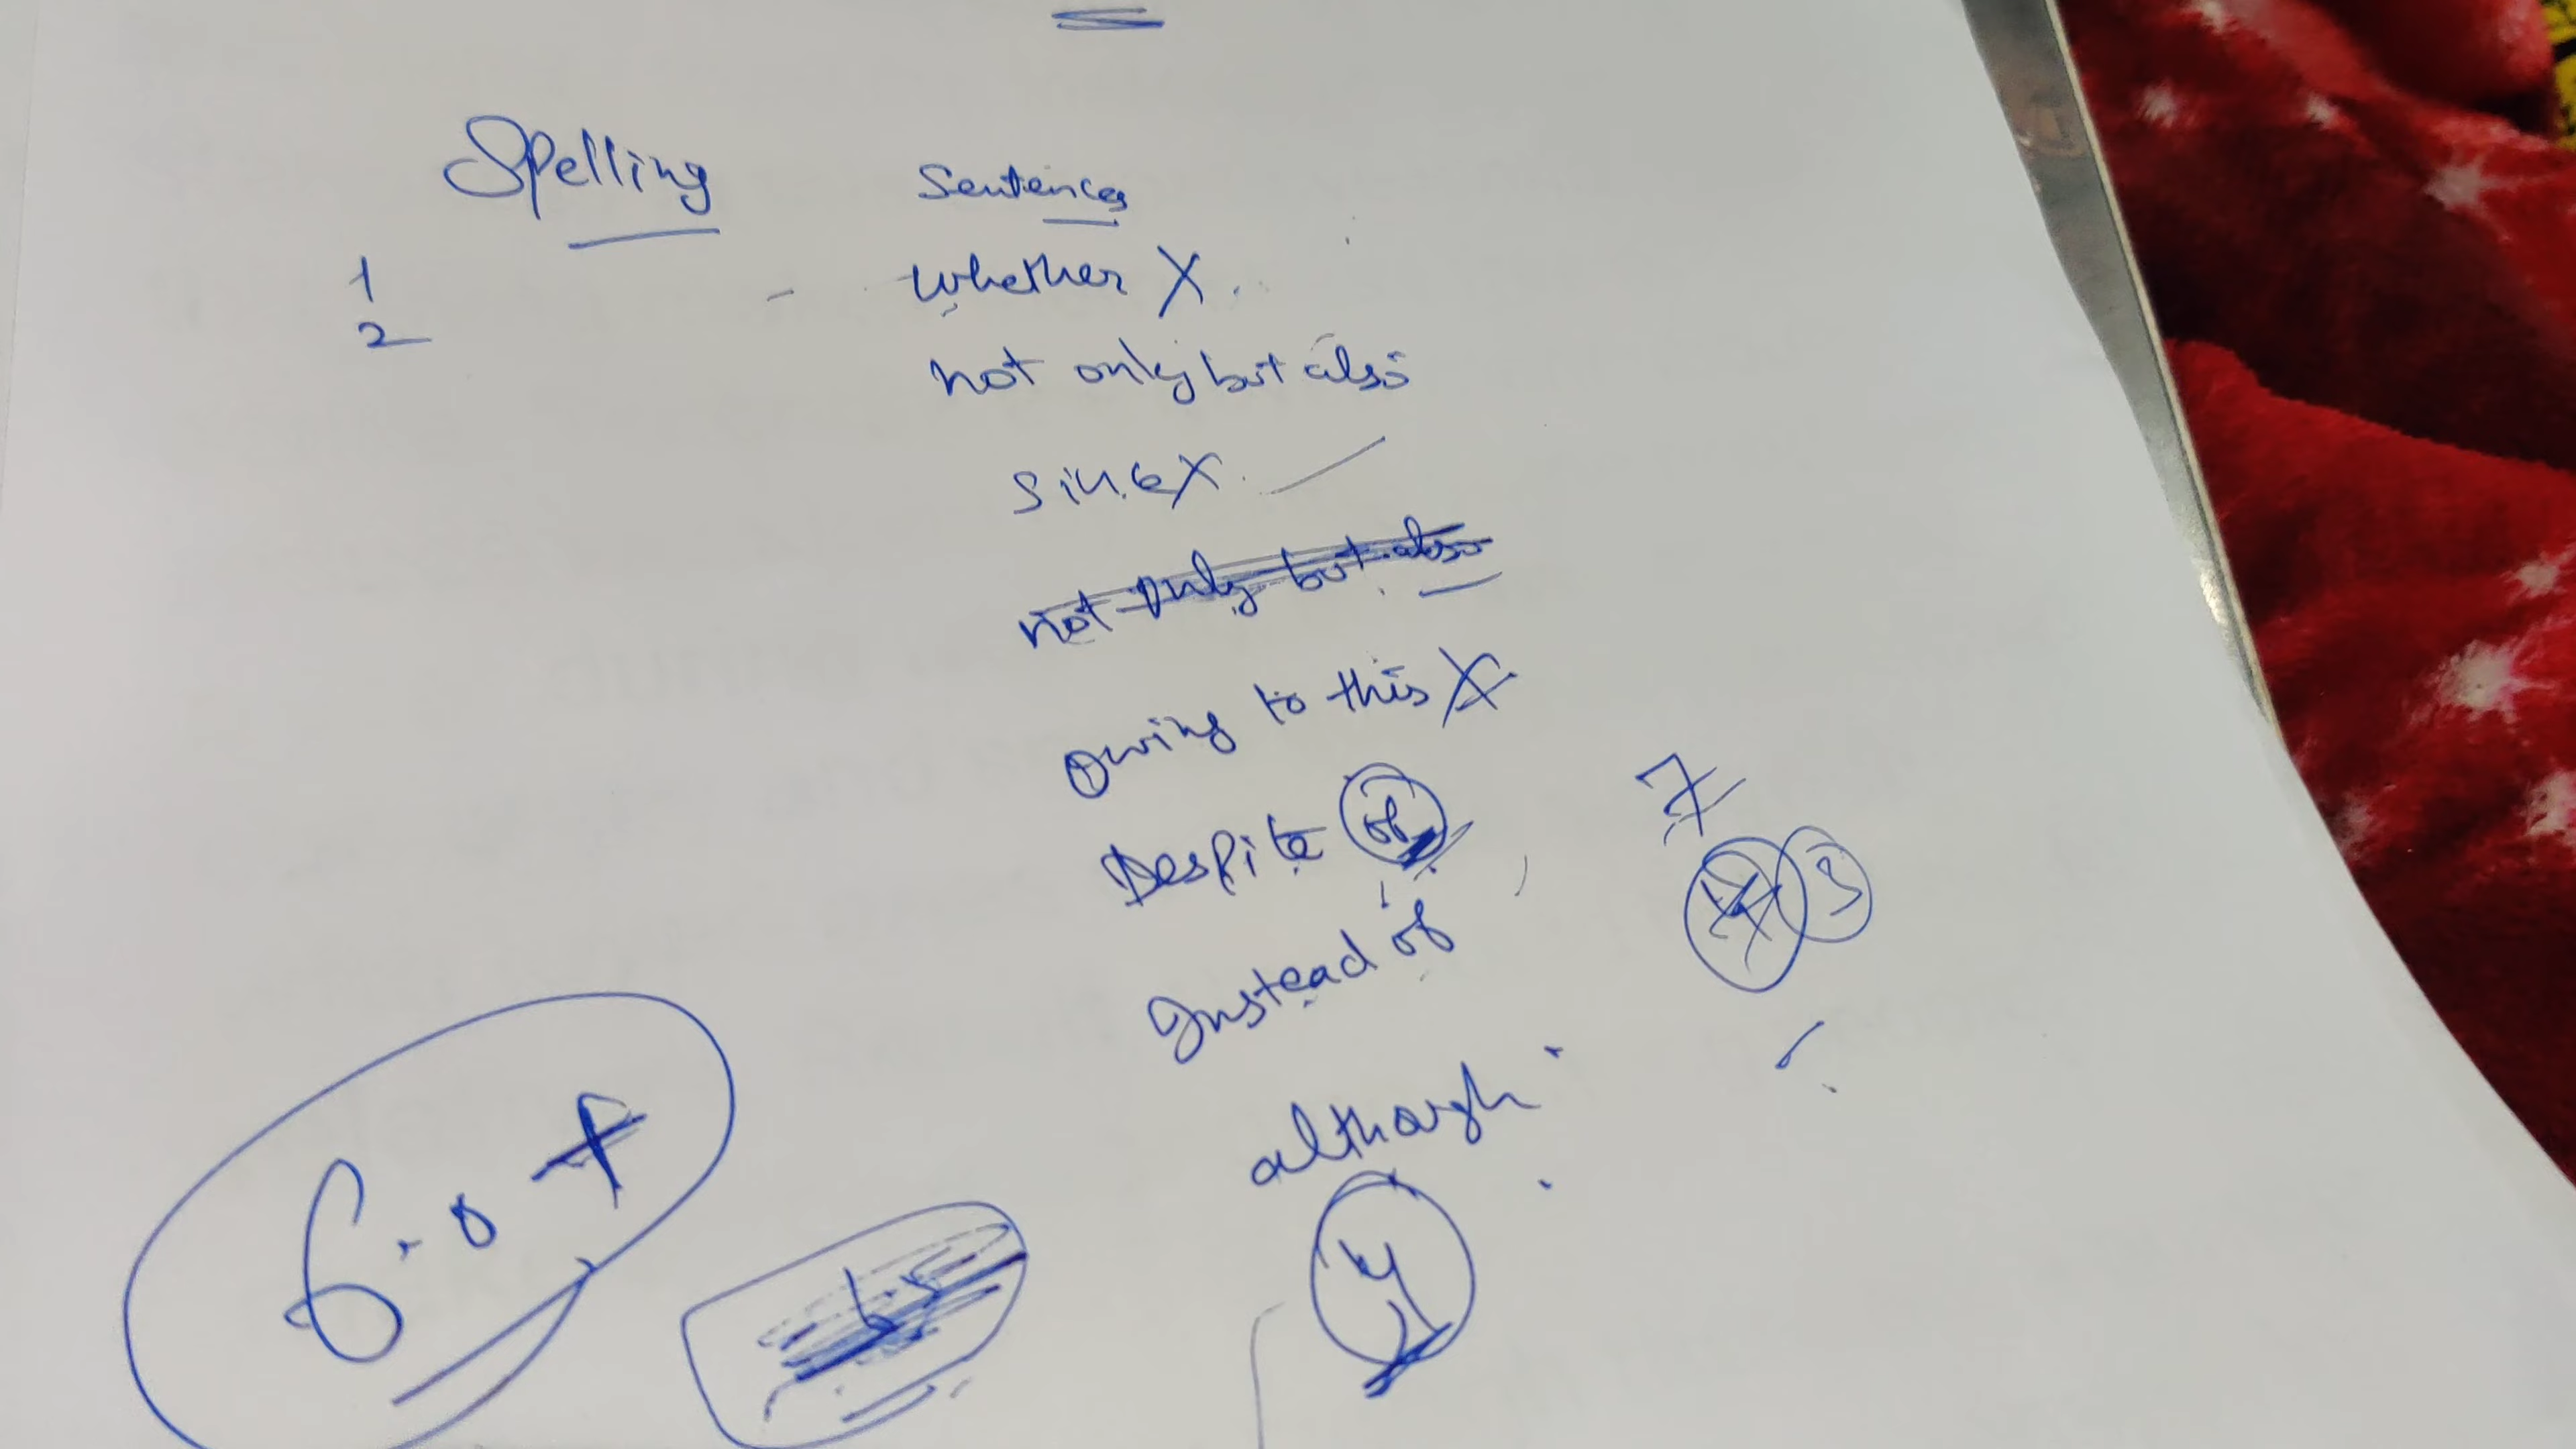 Spelling Sentences
1 - whether X.
2
not only but also
since X.
not only but also
owing to this X
Despite of
Instead of
although
7
3
6.0 +